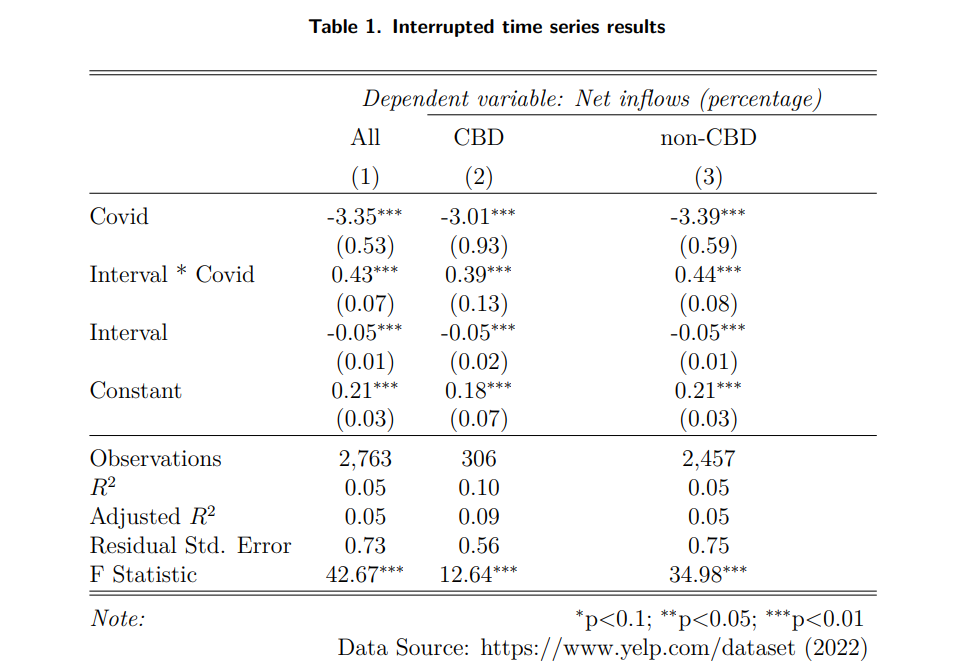 Table 1. Interrupted time series results
Dependent variable: Net inflows (percentage)
All CBD non-CBD
(1) (2) (3)
Covid -3.35*** -3.01*** -3.39***
(0.53) (0.93) (0.59)
Interval * Covid 0.43*** 0.39*** 0.44***
(0.07) (0.13) (0.08)
Interval -0.05*** -0.05*** -0.05***
(0.01) (0.02) (0.01)
Constant 0.21*** 0.18*** 0.21***
(0.03) (0.07) (0.03)
Observations 2,763 306 2,457
R² 0.05 0.10 0.05
Adjusted R² 0.05 0.09 0.05
Residual Std. Error 0.73 0.56 0.75
F Statistic 42.67*** 12.64*** 34.98***
Note: *p<0.1; **p<0.05; ***p<0.01
Data Source: https://www.yelp.com/dataset (2022)